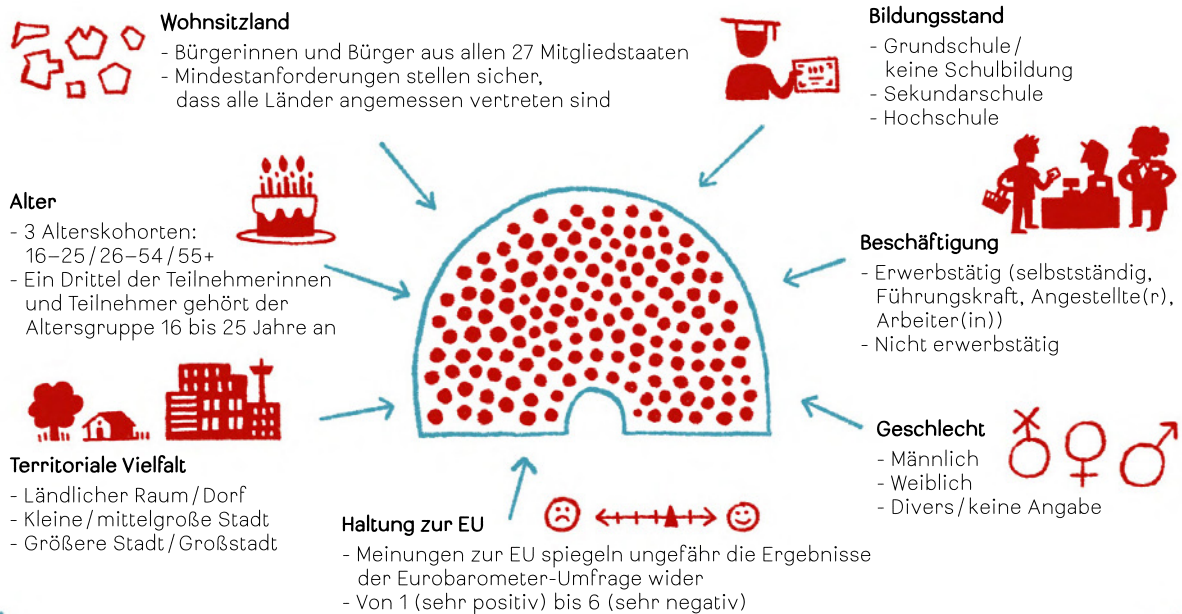 Wohnsitzland
- Bürgerinnen und Bürger aus allen 27 Mitgliedstaaten
- Mindestanforderungen stellen sicher,
dass alle Länder angemessen vertreten sind
Bildungsstand
- Grundschule/
keine Schulbildung
- Sekundarschule
- Hochschule
Alter
- 3 Alterskohorten:
16–25/26–54/55+
- Ein Drittel der Teilnehmerinnen
und Teilnehmer gehört der
Altersgruppe 16 bis 25 Jahre an
Beschäftigung
- Erwerbstätig (selbstständig,
Führungskraft, Angestellte(r),
Arbeiter(in))
- Nicht erwerbstätig
Territoriale Vielfalt
- Ländlicher Raum/Dorf
- Kleine/mittelgroße Stadt
- Größere Stadt/Großstadt
Geschlecht
- Männlich
- Weiblich
- Divers/keine Angabe
Haltung zur EU
- Meinungen zur EU spiegeln ungefähr die Ergebnisse
der Eurobarometer-Umfrage wider
- Von 1 (sehr positiv) bis 6 (sehr negativ)